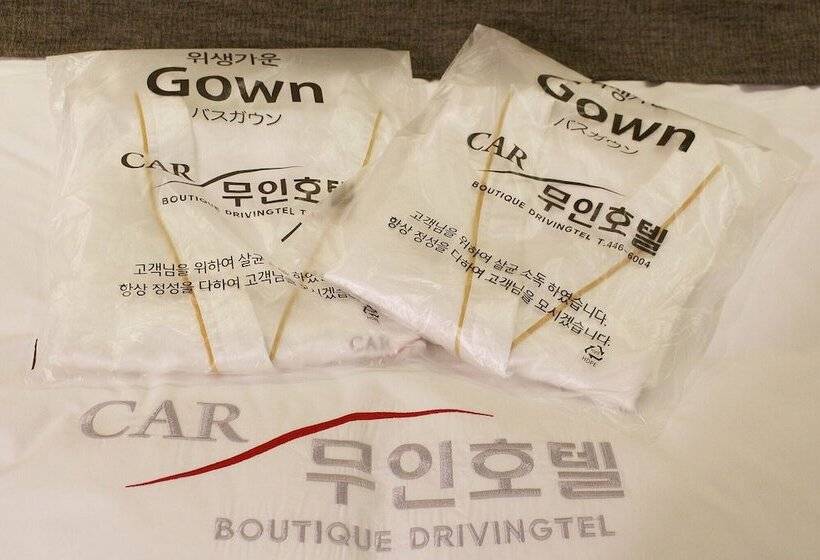 위생가운
Gown
バスガウン
CAR
무인호텔
BOUTIQUE DRIVINGTEL T
고객님을 위하여 살균
항상 정성을 다하여 고객님을
CAR
위생가운
Gown
バスガウン
CAR
무인호텔
BOUTIQUE DRIVINGTEL T.446-6004
고객님을 위하여 살균 소독 하였습니다.
항상 정성을 다하여 고객님을 모시겠습니다.
HDPE
CAR
무인호텔
BOUTIQUE DRIVINGTEL